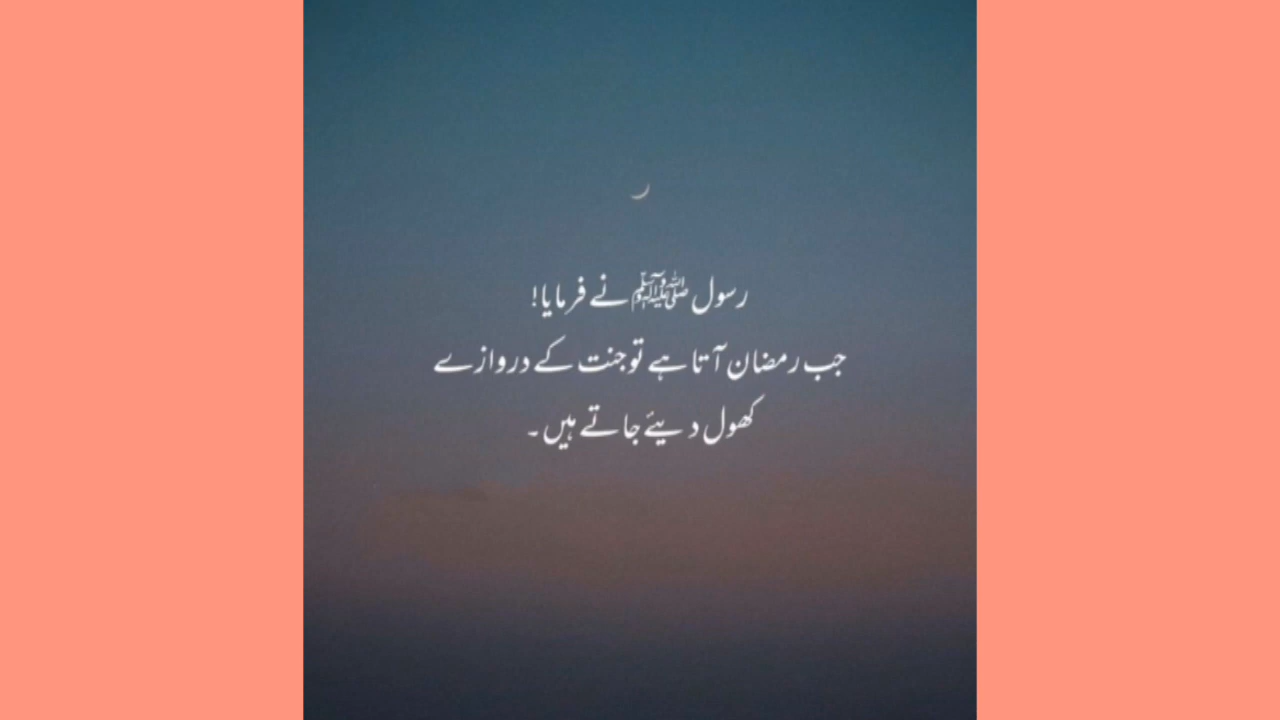 رسول ﷺ نے فرمایا!
جب رمضان آتا ہے تو جنت کے دروازے
کھول دیئے جاتے ہیں ۔